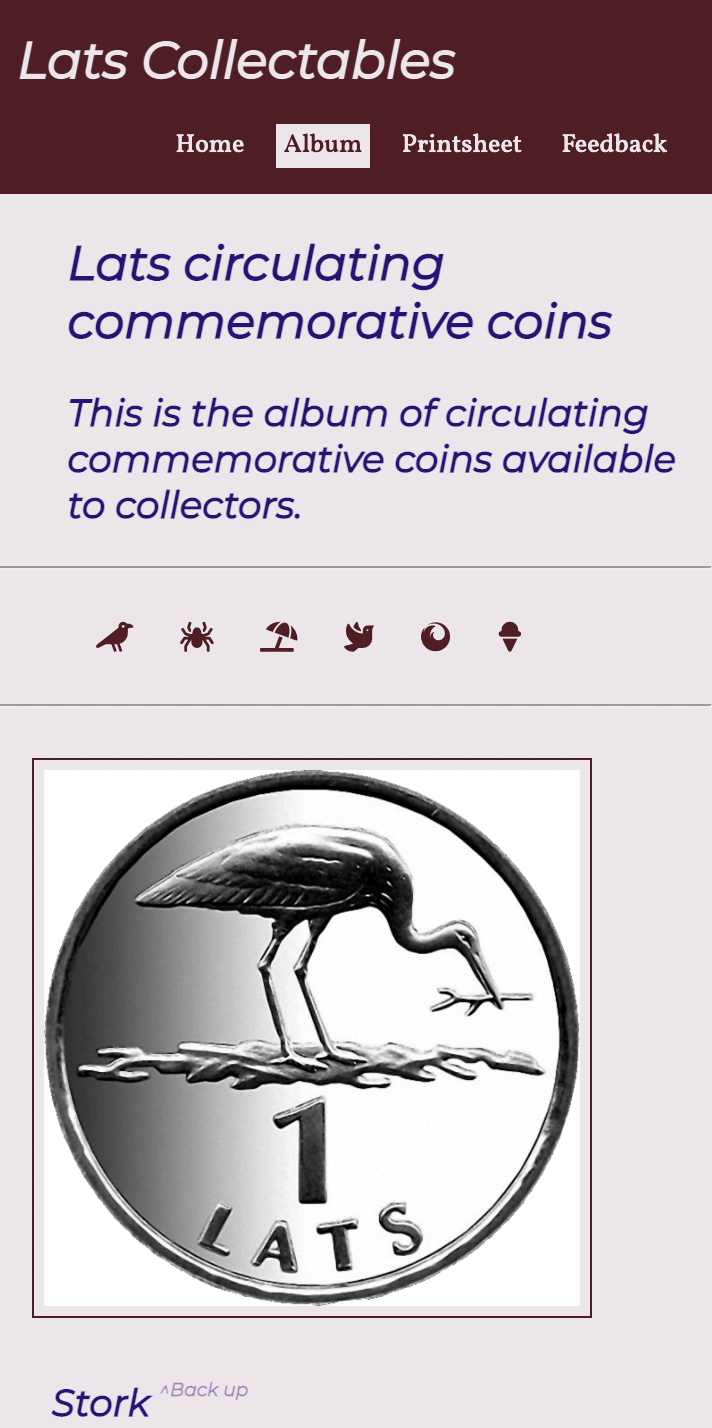 Lats Collectables
Home Album Printsheet Feedback
Lats circulating
commemorative coins
This is the album of circulating
commemorative coins available
to collectors.
1
LATS
Stork ^Back up